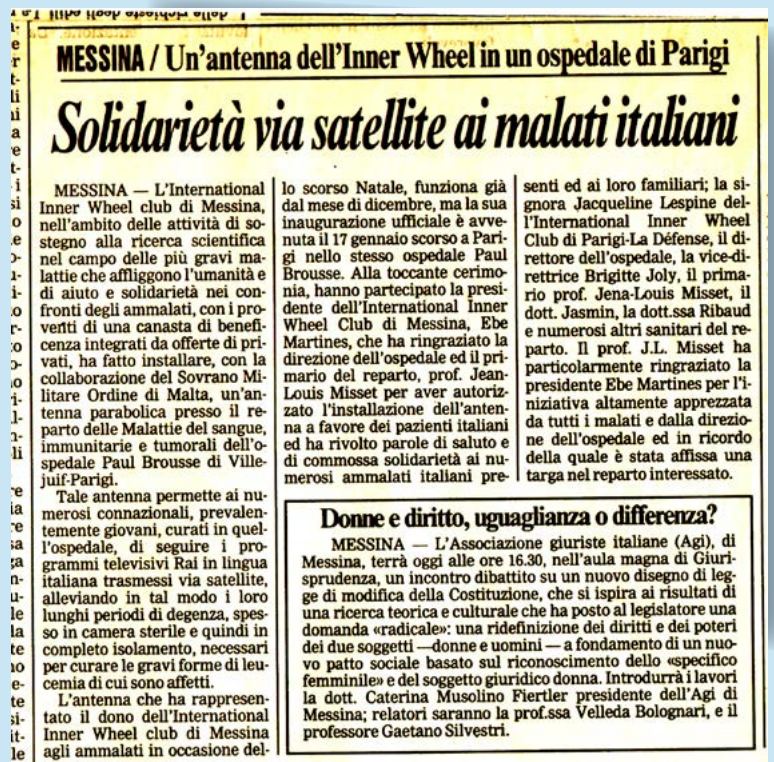 MESSINA / Un'antenna dell'Inner Wheel in un ospedale di Parigi
Solidarietà via satellite ai malati italiani
MESSINA — L'International
Inner Wheel club di Messina,
nell'ambito delle attività di so-
stegno alla ricerca scientifica
nel campo delle più gravi ma-
lattie che affliggono l'umanità e
di aiuto e solidarietà nei con-
fronti degli ammalati, con i pro-
venti di una canasta di benefi-
cenza integrati da offerte di pri-
vati, ha fatto installare, con la
collaborazione del Sovrano Mi-
litare Ordine di Malta, un'an-
tenna parabolica presso il re-
parto delle Malattie del sangue,
immunitarie e tumorali dell'o-
spedale Paul Brousse di Ville-
juif-Parigi.
Tale antenna permette ai nu-
merosi connazionali, prevalen-
temente giovani, curati in quel-
l'ospedale, di seguire i pro-
grammi televisivi Rai in lingua
italiana trasmessi via satellite,
alleviando in tal modo i loro
lunghi periodi di degenza, spes-
so in camera sterile e quindi in
completo isolamento, necessari
per curare le gravi forme di leu-
cemia di cui sono affetti.
L'antenna che ha rappresen-
tato il dono dell'International
Inner Wheel club di Messina
agli ammalati in occasione del-
lo scorso Natale, funziona già
dal mese di dicembre, ma la sua
inaugurazione ufficiale è avve-
nuta il 17 gennaio scorso a Pari-
gi nello stesso ospedale Paul
Brousse. Alla toccante cerimo-
nia, hanno partecipato la presi-
dente dell'International Inner
Wheel Club di Messina, Ebe
Martines, che ha ringraziato la
direzione dell'ospedale ed il pri-
mario del reparto, prof. Jean-
Louis Misset per aver autoriz-
zato l'installazione dell'anten-
na a favore dei pazienti italiani
ed ha rivolto parole di saluto e
di commossa solidarietà ai nu-
merosi ammalati italiani pre-
senti ed ai loro familiari; la si-
gnora Jacqueline Lespine del-
l'International Inner Wheel
Club di Parigi-La Défense, il di-
rettore dell'ospedale, la vice-di-
rettrice Brigitte Joly, il prima-
rio prof. Jena-Louis Misset, il
dott. Jasmin, la dott.ssa Ribaud
e numerosi altri sanitari del re-
parto. Il prof. J.L. Misset ha
particolarmente ringraziato la
presidente Ebe Martines per l'i-
niziativa altamente apprezzata
da tutti i malati e dalla direzio-
ne dell'ospedale ed in ricordo
della quale è stata affissa una
targa nel reparto interessato.
Donne e diritto, uguaglianza o differenza?
MESSINA — L'Associazione giuriste italiane (Agi), di
Messina, terrà oggi alle ore 16.30, nell'aula magna di Giuri-
sprudenza, un incontro dibattito su un nuovo disegno di leg-
ge di modifica della Costituzione, che si ispira ai risultati di
una ricerca teorica e culturale che ha posto al legislatore una
domanda «radicale»: una ridefinizione dei diritti e dei poteri
dei due soggetti —donne e uomini — a fondamento di un nuo-
vo patto sociale basato sul riconoscimento dello «specifico
femminile» e del soggetto giuridico donna. Introdurrà i lavori
la dott. Caterina Musolino Fiertler presidente dell'Agi di
Messina; relatori saranno la prof.ssa Velleda Bolognari, e il
professore Gaetano Silvestri.